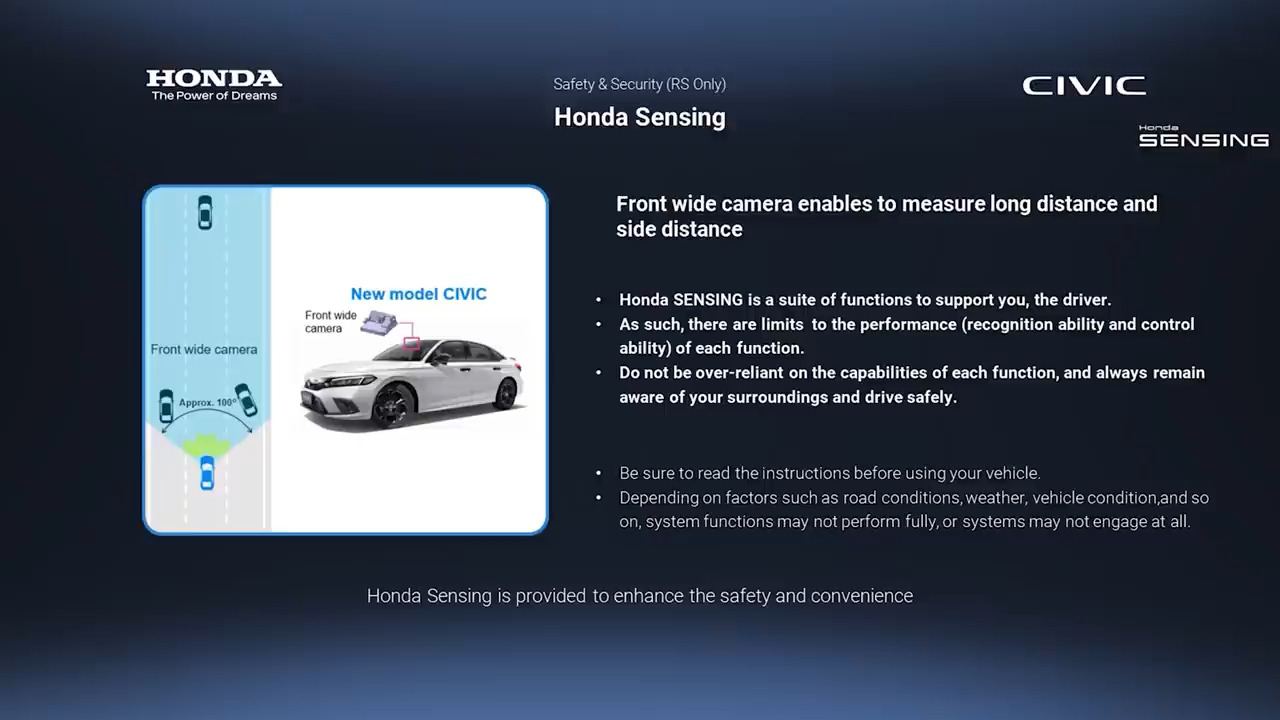 HONDA
The Power of Dreams
Safety & Security (RS Only)
Honda Sensing
CIVIC
Honda
SENSING
Front wide camera
Approx. 100°
New model CIVIC
Front wide
camera
Front wide camera enables to measure long distance and
side distance
• Honda SENSING is a suite of functions to support you, the driver.
• As such, there are limits to the performance (recognition ability and control
ability) of each function.
• Do not be over-reliant on the capabilities of each function, and always remain
aware of your surroundings and drive safely.
• Be sure to read the instructions before using your vehicle.
• Depending on factors such as road conditions, weather, vehicle condition,and so
on, system functions may not perform fully, or systems may not engage at all.
Honda Sensing is provided to enhance the safety and convenience